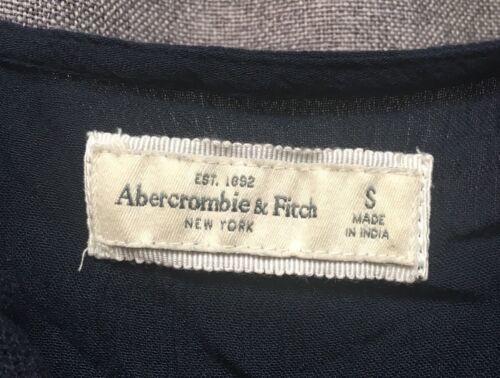 EST. 1892
Abercrombie & Fitch
NEW YORK
S
MADE
IN INDIA